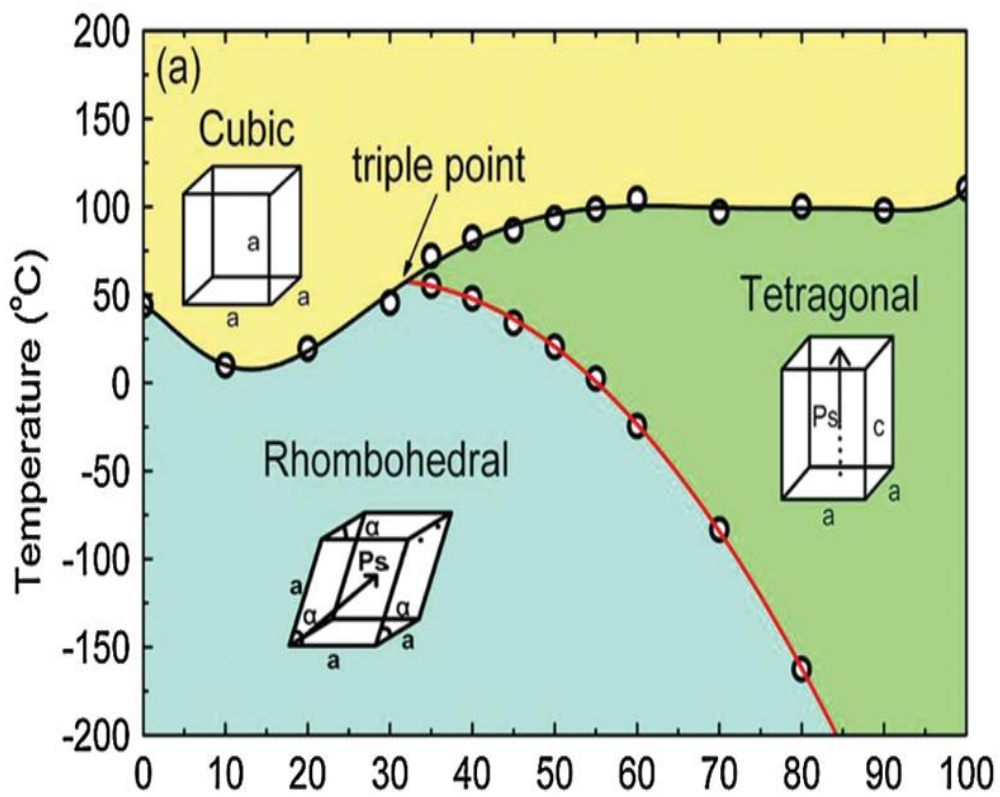 (a)
200
150
100
50
0
-50
-100
-150
-200
Temperature (°C)
Cubic
a
a
a
triple point
Tetragonal
Ps
c
a
a
Rhombohedral
α
Ps
a
α
α
a
a
0 10 20 30 40 50 60 70 80 90 100